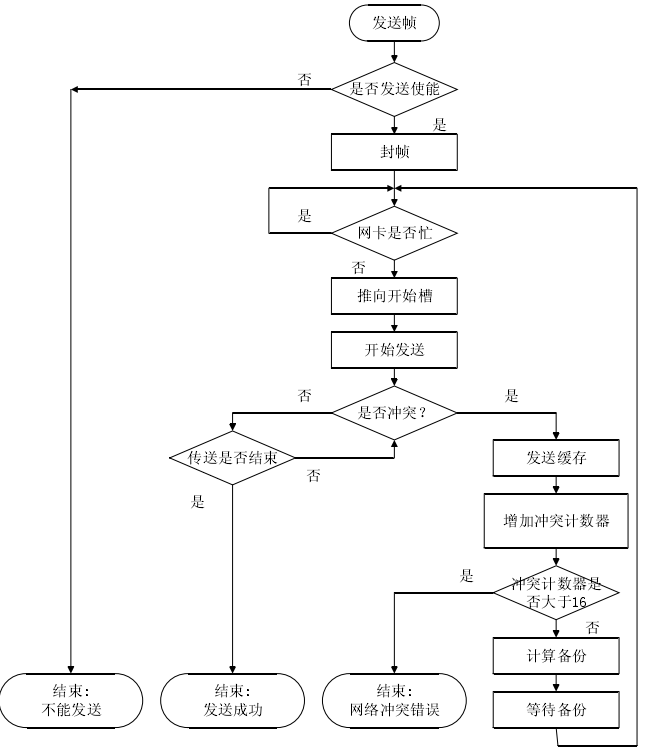 发送帧
否
是否发送使能
是
封帧
是
网卡是否忙
否
推向开始槽
开始发送
否
是
是否冲突？
传送是否结束
否
发送缓存
是
增加冲突计数器
是
冲突计数器是
否大于16
否
计算备份
结束：
不能发送
结束：
发送成功
结束：
网络冲突错误
等待备份